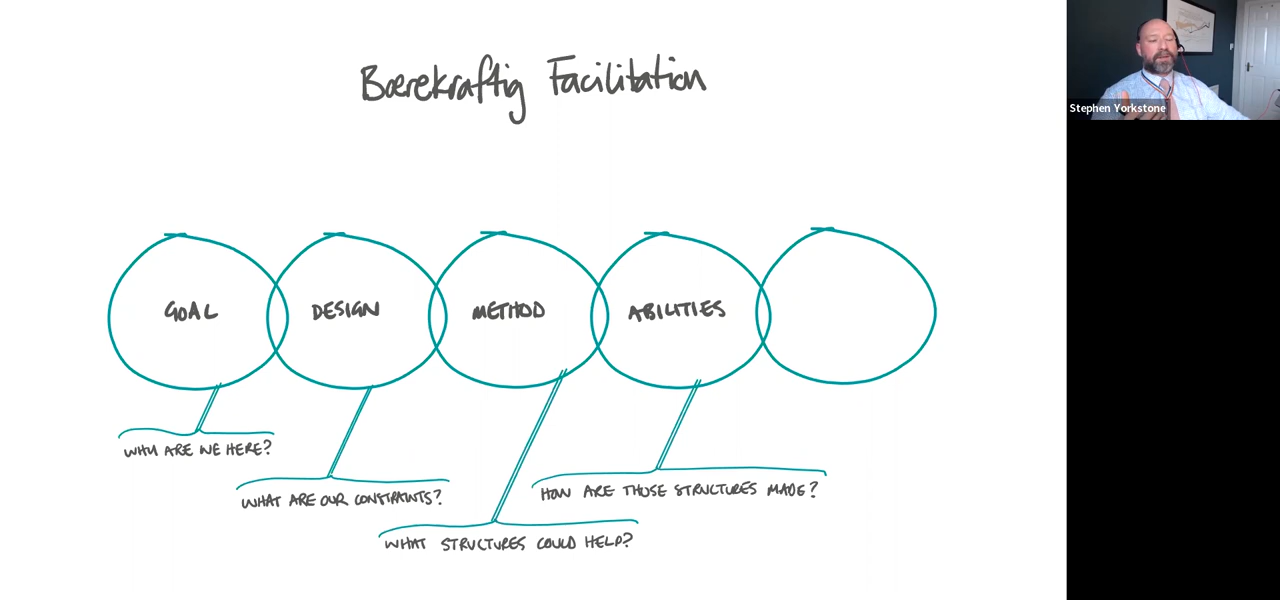 Bærekraftig Facilitation
Stephen Yorkstone
GOAL
DESIGN
METHOD
ABILITIES
WHY ARE WE HERE?
WHAT ARE OUR CONSTRAINTS?
HOW ARE THOSE STRUCTURES MADE?
WHAT STRUCTURES COULD HELP?